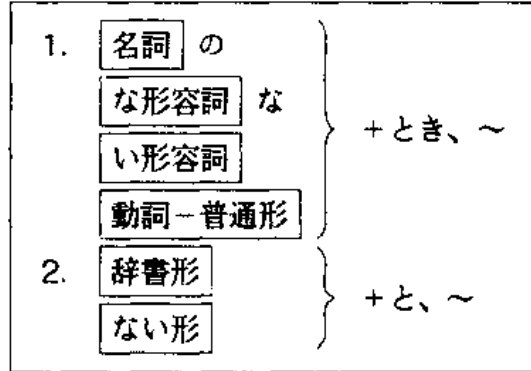 1. 名詞 の
な形容詞 な
い形容詞
動詞－普通形
+とき、～
2. 辞書形
ない形
+と、～